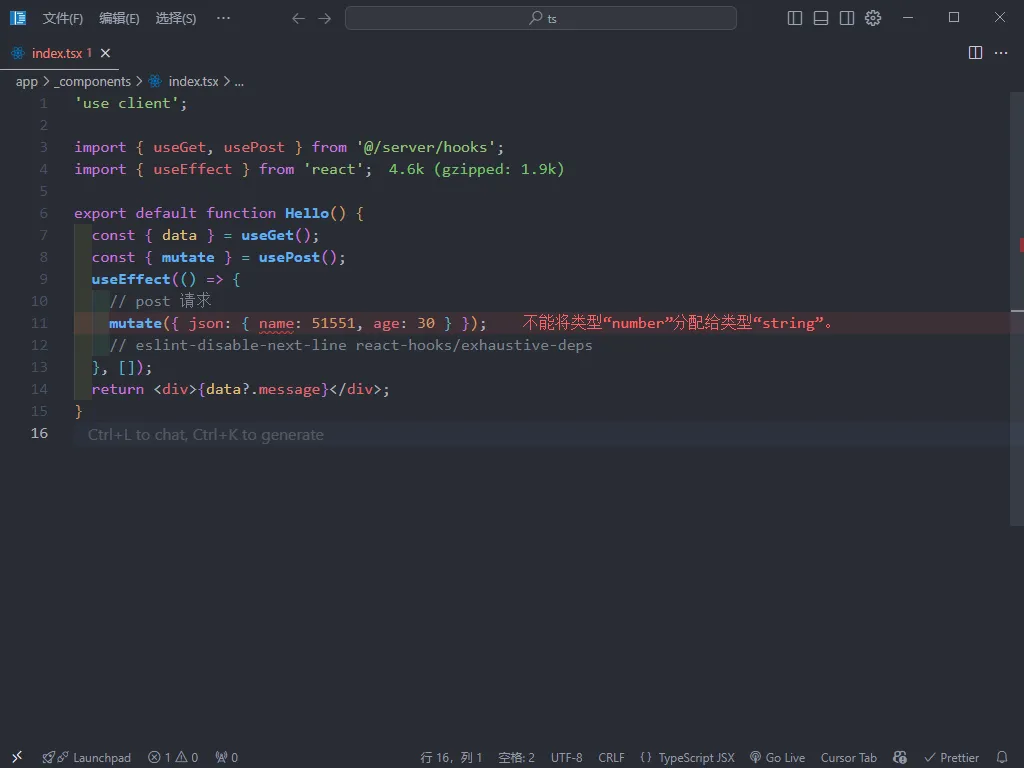 文件(F) 编辑(E) 选择(S) ··· ts
index.tsx 1
app > _components > index.tsx > ...
1 'use client';
2
3 import { useGet, usePost } from '@/server/hooks';
4 import { useEffect } from 'react'; 4.6k (gzipped: 1.9k)
5
6 export default function Hello() {
7 const { data } = useGet();
8 const { mutate } = usePost();
9 useEffect(() => {
10 // post 请求
11 mutate({ json: { name: 51551, age: 30 } }); 不能将类型“number”分配给类型“string”。
12 // eslint-disable-next-line react-hooks/exhaustive-deps
13 }, []);
14 return <div>{data?.message}</div>;
15 }
16 Ctrl+L to chat, Ctrl+K to generate
Launchpad 1 0 0 行 16，列 1 空格: 2 UTF-8 CRLF {} TypeScript JSX Go Live Cursor Tab Prettier